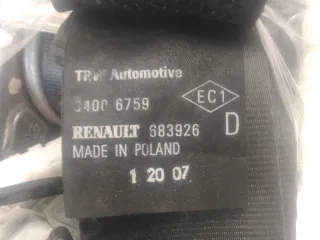 TRW Automotive
3400 6759
EC1
RENAULT 683926
D
MADE IN POLAND
1 20 07